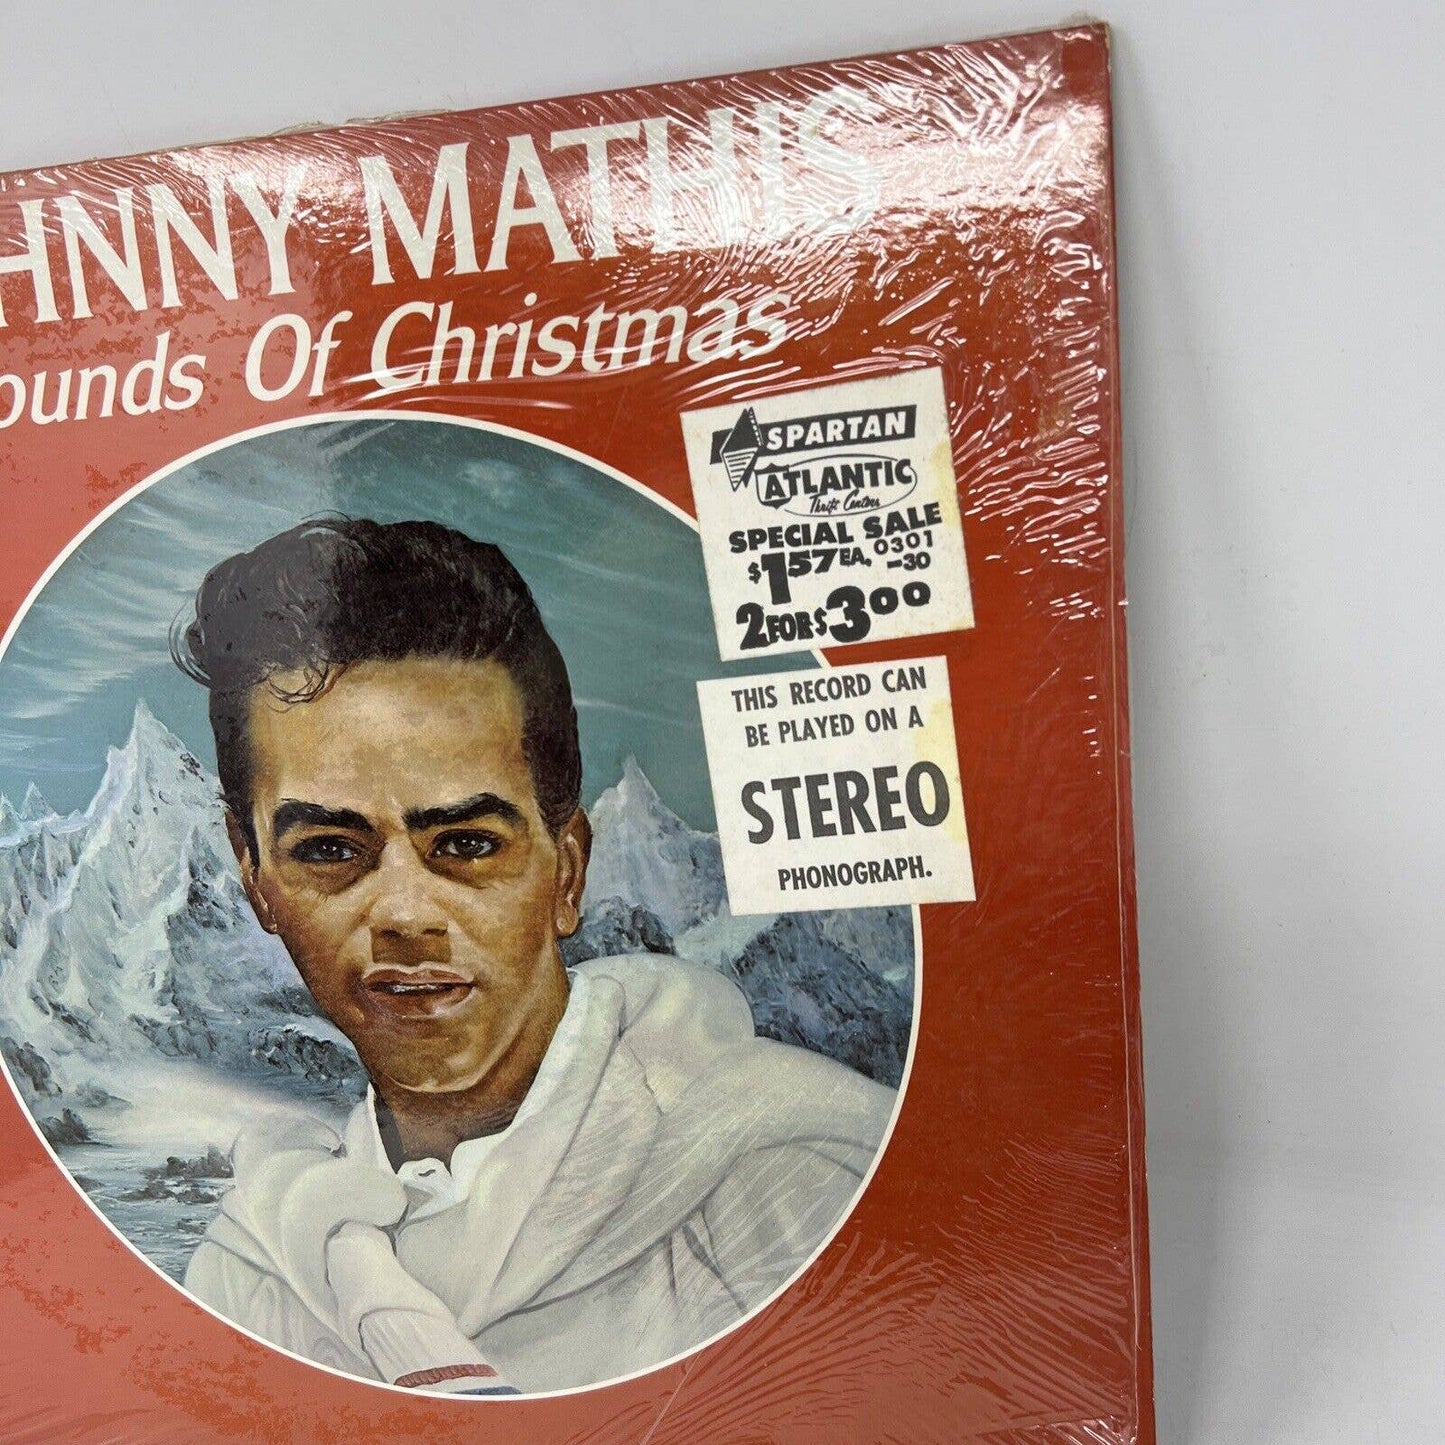 HNNY MATHIS
ounds Of Christmas
SPARTAN
ATLANTIC
Thrift Centers
SPECIAL SALE
$1 57 EA. 0301
-30
2 FOR $3 00
THIS RECORD CAN
BE PLAYED ON A
STEREO
PHONOGRAPH.